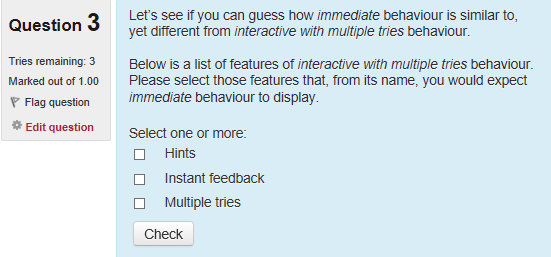 Question 3
Tries remaining: 3
Marked out of 1.00
Flag question
Edit question
Let's see if you can guess how immediate behaviour is similar to,
yet different from interactive with multiple tries behaviour.
Below is a list of features of interactive with multiple tries behaviour.
Please select those features that, from its name, you would expect
immediate behaviour to display.
Select one or more:
Hints
Instant feedback
Multiple tries
Check